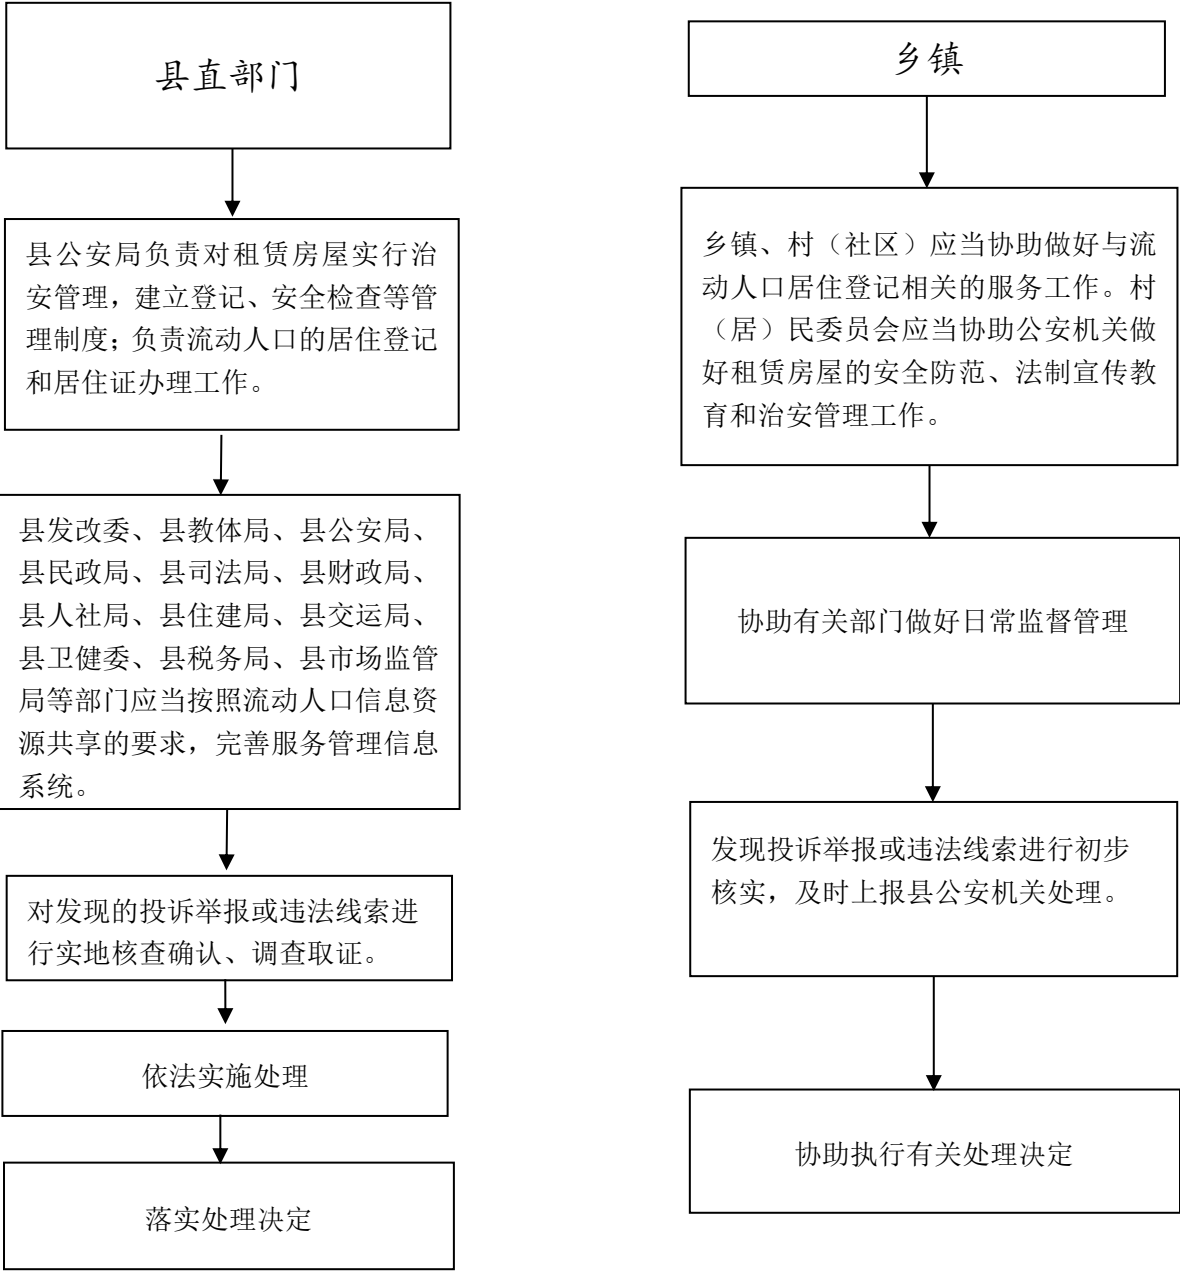 县直部门
县公安局负责对租赁房屋实行治
安管理，建立登记、安全检查等管
理制度；负责流动人口的居住登记
和居住证办理工作。
县发改委、县教体局、县公安局、
县民政局、县司法局、县财政局、
县人社局、县住建局、县交运局、
县卫健委、县税务局、县市场监管
局等部门应当按照流动人口信息资
源共享的要求，完善服务管理信息
系统。
对发现的投诉举报或违法线索进
行实地核查确认、调查取证。
依法实施处理
落实处理决定
乡镇
乡镇、村（社区）应当协助做好与流
动人口居住登记相关的服务工作。村
（居）民委员会应当协助公安机关做
好租赁房屋的安全防范、法制宣传教
育和治安管理工作。
协助有关部门做好日常监督管理
发现投诉举报或违法线索进行初步
核实，及时上报县公安机关处理。
协助执行有关处理决定